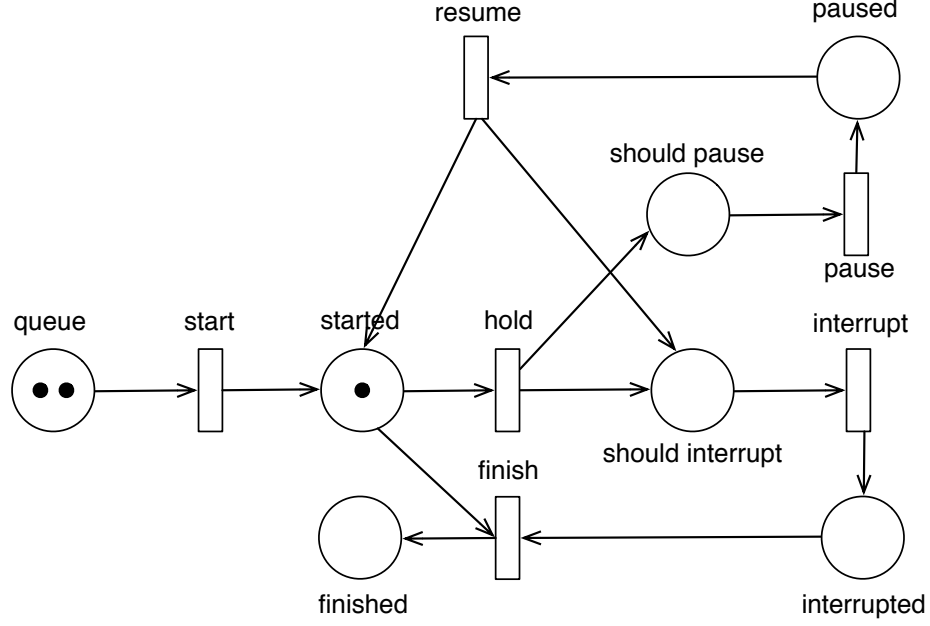 resume
paused
should pause
pause
queue
start
started
hold
interrupt
should interrupt
finish
finished
interrupted